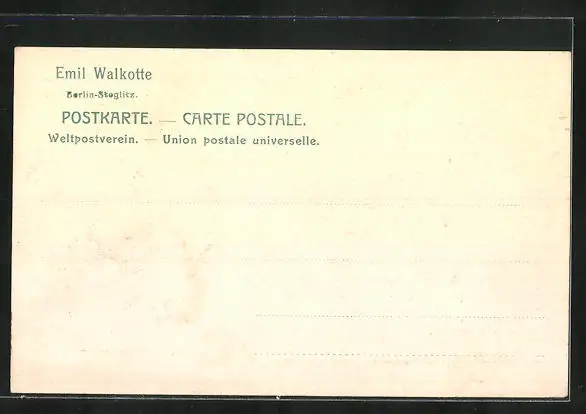 Emil Walkotte
Berlin-Steglitz.
POSTKARTE. — CARTE POSTALE.
Weltpostverein. — Union postale universelle.